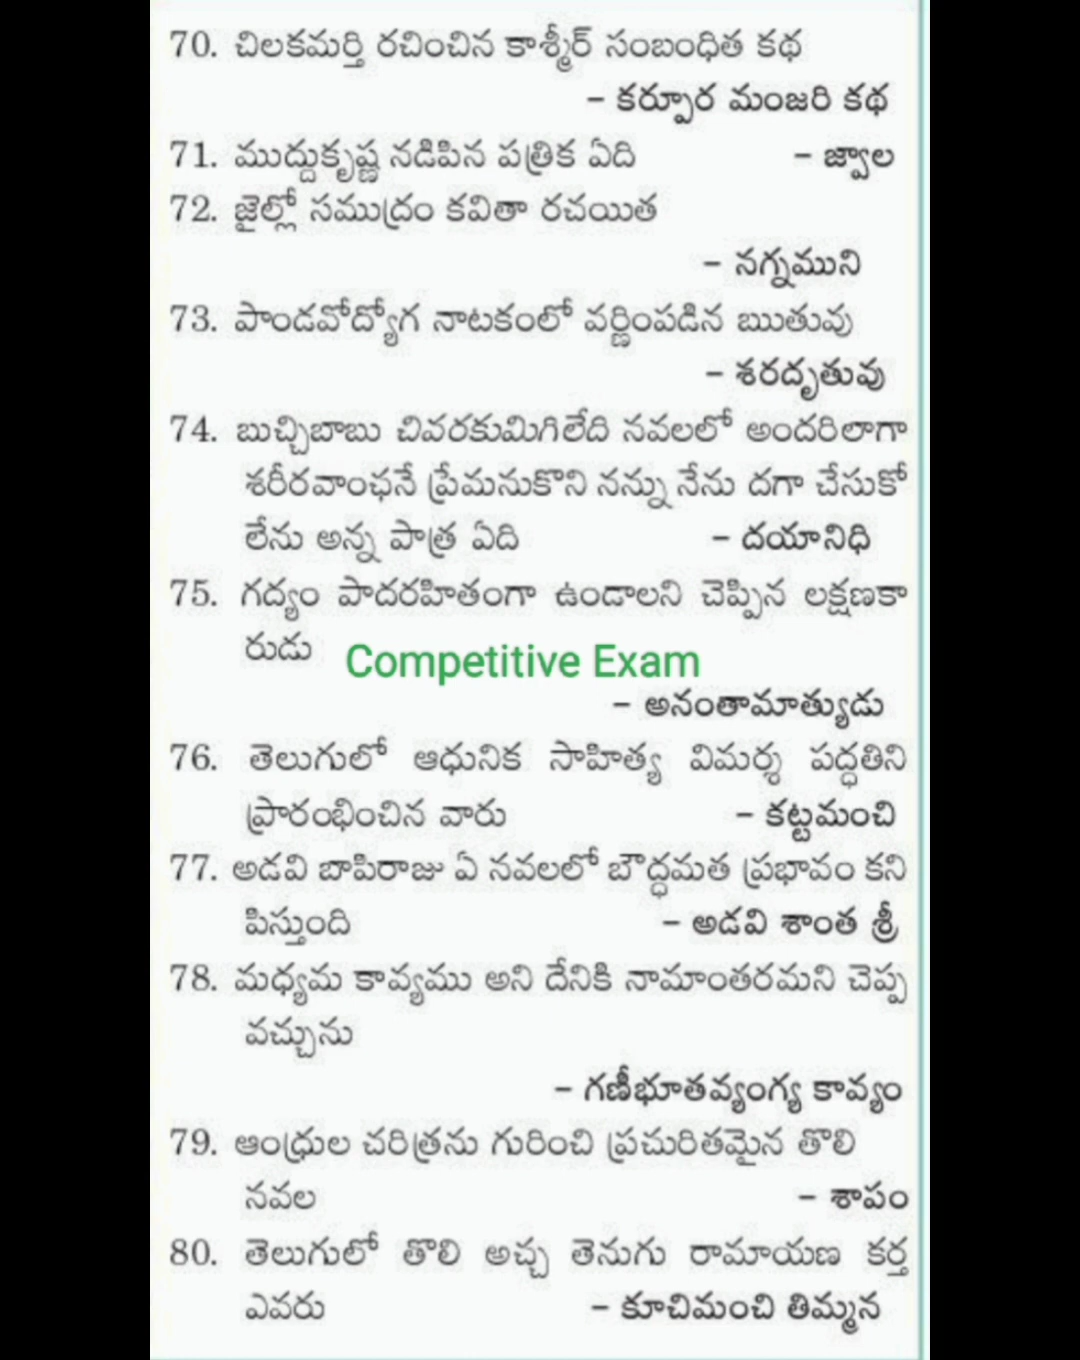 70. చిలకమర్తి రచించిన కాశ్మీర్ సంబంధిత కథ
– కర్పూర మంజరి కథ
71. ముద్దుకృష్ణ నడిపిన పత్రిక ఏది – జ్వాల
72. జైల్లో సముద్రం కవితా రచయిత
– నగ్నముని
73. పాండవోద్యోగ నాటకంలో వర్ణింపడిన ఋతువు
– శరదృతువు
74. బుచ్చిబాబు చివరకుమిగిలేది నవలలో అందరిలాగా
శరీరవాంఛనే ప్రేమనుకొని నన్ను నేను దగా చేసుకో
లేను అన్న పాత్ర ఏది – దయానిధి
75. గద్యం పాదరహితంగా ఉండాలని చెప్పిన లక్షణకా
రుడు Competitive Exam
– అనంతామాత్యుడు
76. తెలుగులో ఆధునిక సాహిత్య విమర్శ పద్ధతిని
ప్రారంభించిన వారు – కట్టమంచి
77. అడవి బాపిరాజు ఏ నవలలో బౌద్ధమత ప్రభావం కని
పిస్తుంది – అడవి శాంత శ్రీ
78. మధ్యమ కావ్యము అని దేనికి నామాంతరమని చెప్ప
వచ్చును
– గణీభూతవ్యంగ్య కావ్యం
79. ఆంధ్రుల చరిత్రను గురించి ప్రచురితమైన తొలి
నవల – శాపం
80. తెలుగులో తొలి అచ్చ తెనుగు రామాయణ కర్త
ఎవరు – కూచిమంచి తిమ్మన